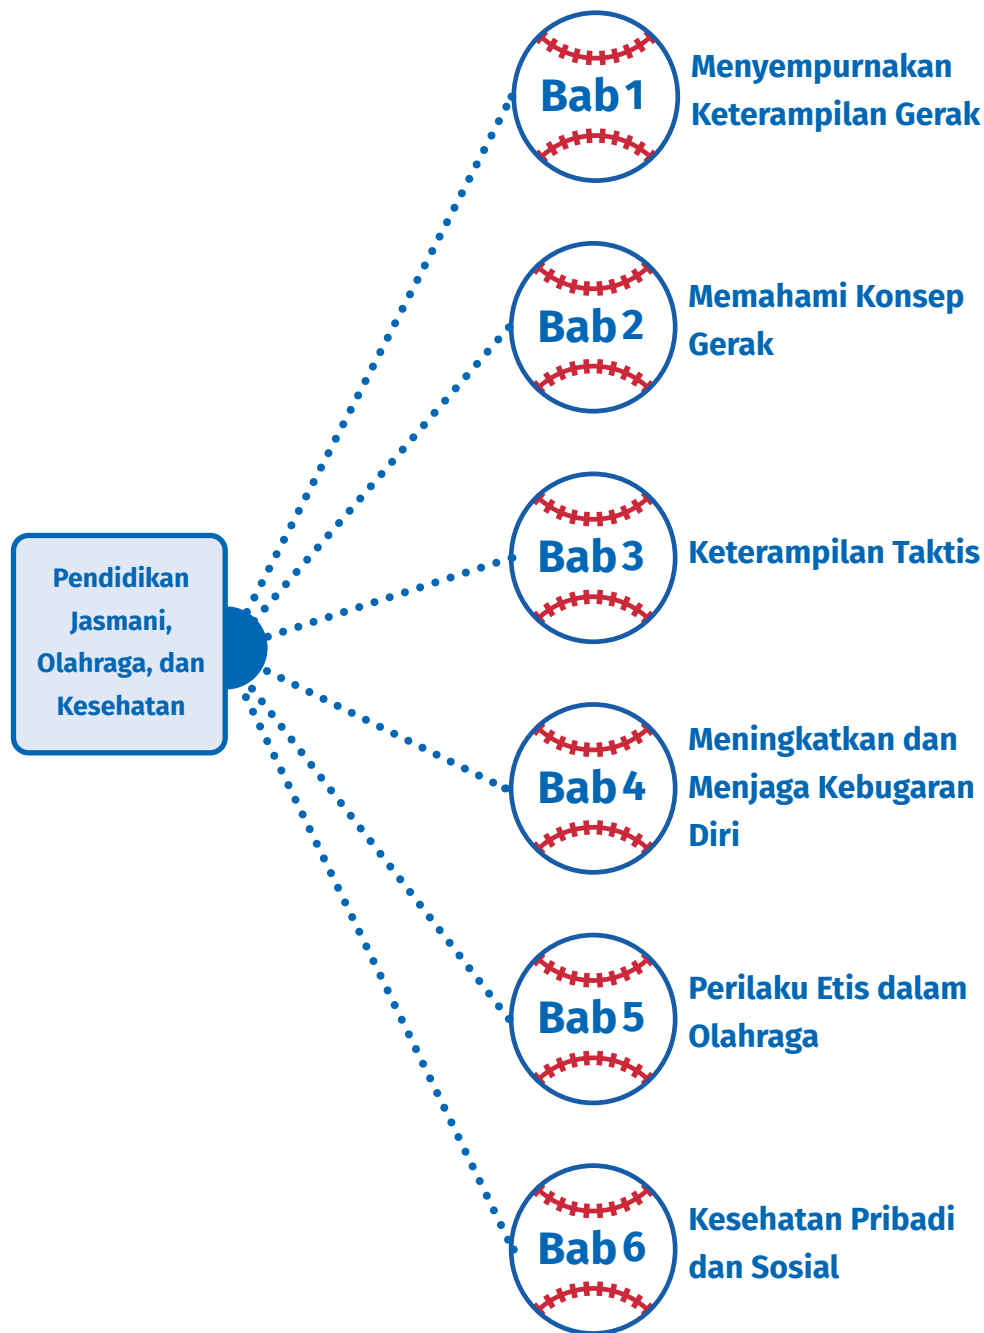 Bab 1
Menyempurnakan
Keterampilan Gerak
Bab 2
Memahami Konsep
Gerak
Pendidikan
Jasmani,
Olahraga, dan
Kesehatan
Bab 3
Keterampilan Taktis
Bab 4
Meningkatkan dan
Menjaga Kebugaran
Diri
Bab 5
Perilaku Etis dalam
Olahraga
Bab 6
Kesehatan Pribadi
dan Sosial